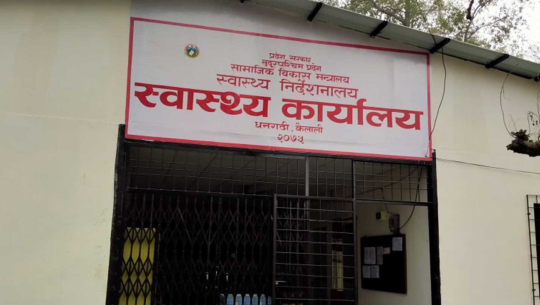 प्रदेश सरकार
सुदूरपश्चिम प्रदेश
सामाजिक विकास मन्त्रालय
स्वास्थ्य निर्देशनालय
स्वास्थ्य कार्यालय
धनगढी, कैलाली
२०७५